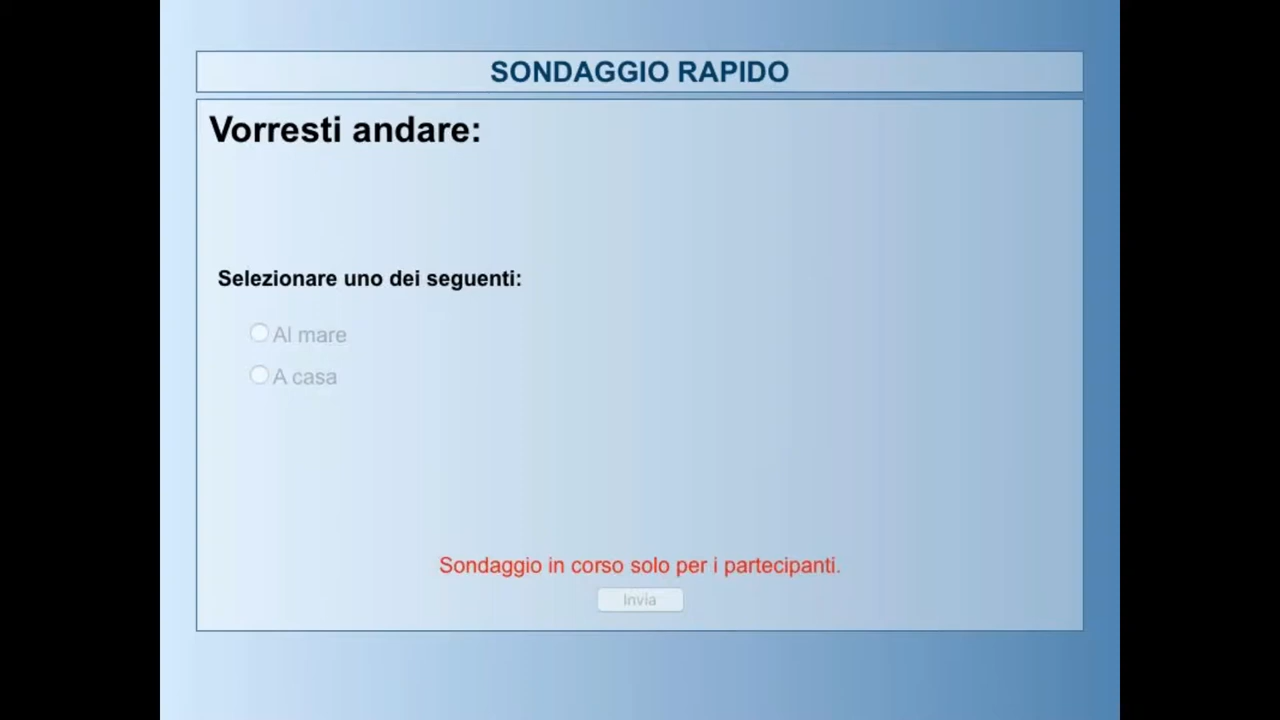 SONDAGGIO RAPIDO
Vorresti andare:
Selezionare uno dei seguenti:
Al mare
A casa
Sondaggio in corso solo per i partecipanti.
Invia